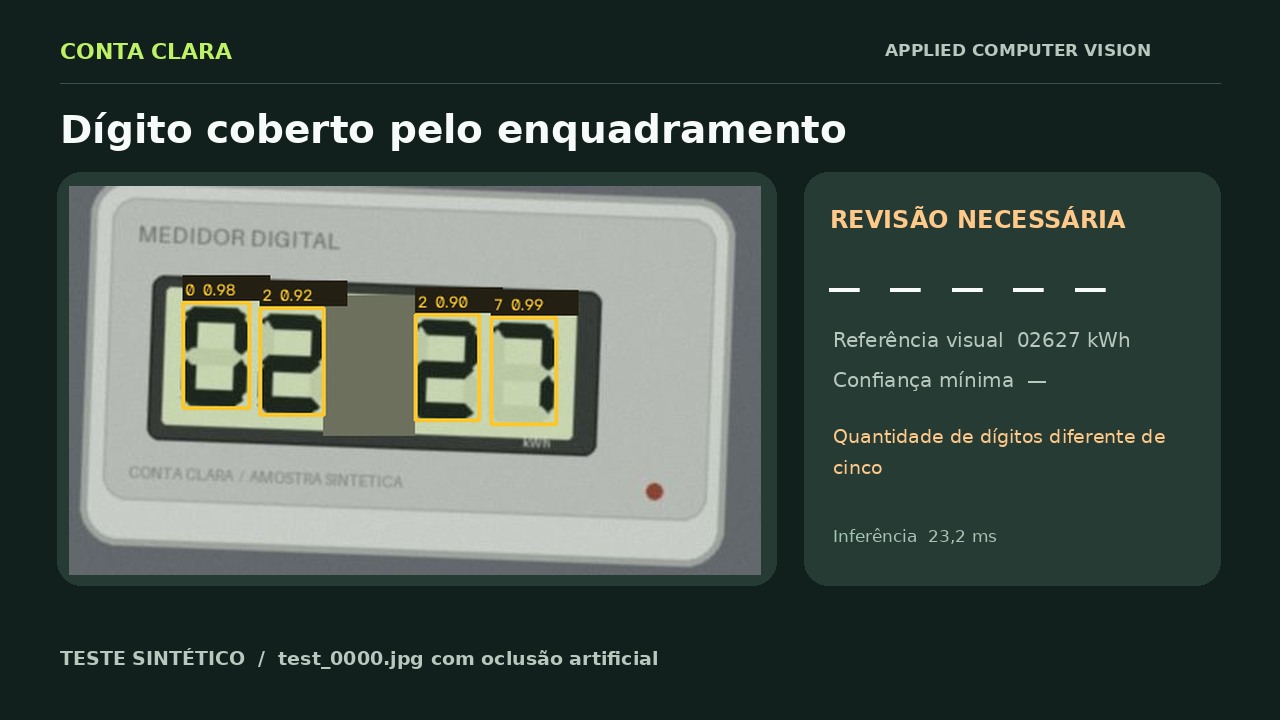 CONTA CLARA
APPLIED COMPUTER VISION
Dígito coberto pelo enquadramento
MEDIDOR DIGITAL
0 0.98
2 0.92
2 0.90
7 0.99
02 27
kWh
CONTA CLARA / AMOSTRA SINTETICA
REVISÃO NECESSÁRIA
— — — — —
Referência visual 02627 kWh
Confiança mínima —
Quantidade de dígitos diferente de
cinco
Inferência 23,2 ms
TESTE SINTÉTICO / test_0000.jpg com oclusão artificial